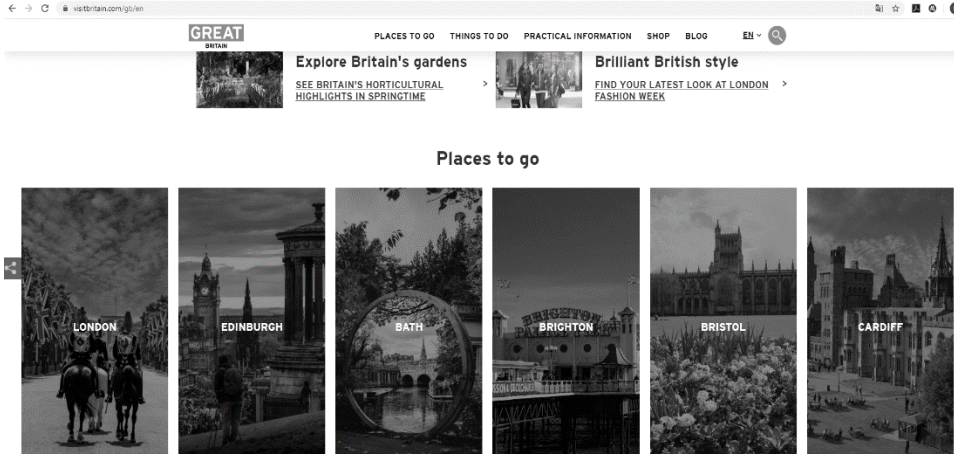 visitbritain.com/gb/en
GREAT
BRITAIN
PLACES TO GO THINGS TO DO PRACTICAL INFORMATION SHOP BLOG EN
Explore Britain's gardens
SEE BRITAIN'S HORTICULTURAL
HIGHLIGHTS IN SPRINGTIME
Brilliant British style
FIND YOUR LATEST LOOK AT LONDON
FASHION WEEK
Places to go
LONDON
EDINBURGH
BATH
BRIGHTON
BRISTOL
CARDIFF
BRIGHTON